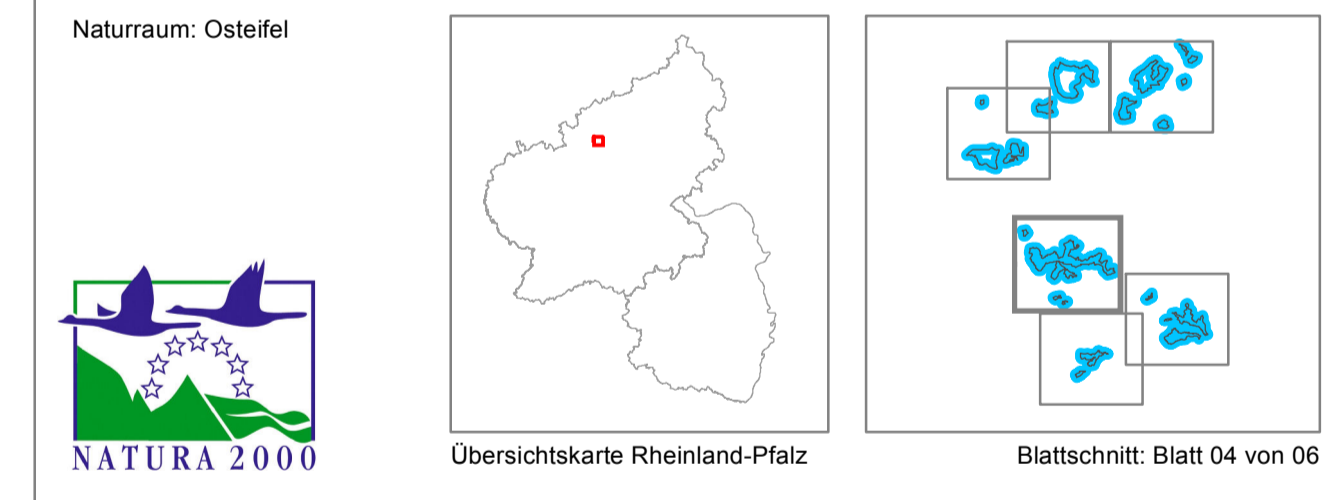 Naturraum: Osteifel
NATURA 2000
Übersichtskarte Rheinland-Pfalz
Blattschnitt: Blatt 04 von 06